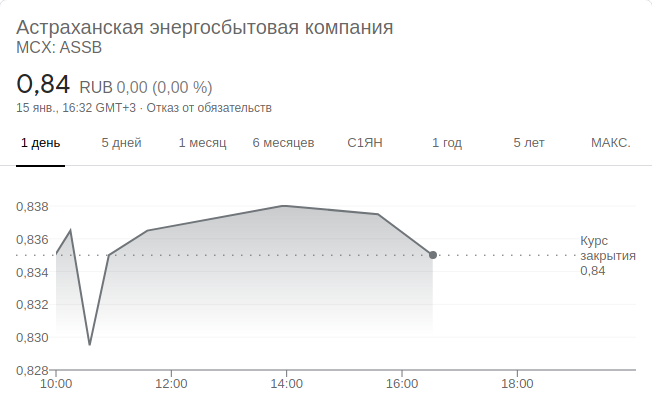 Астраханская энергосбытовая компания
MCX: ASSB
0,84 RUB 0,00 (0,00 %)
15 янв., 16:32 GMT+3 · Отказ от обязательств
1 день 5 дней 1 месяц 6 месяцев С1ЯН 1 год 5 лет МАКС.
0,838
0,836
0,834
0,832
0,830
0,828
Курс
закрытия
0,84
10:00 12:00 14:00 16:00 18:00